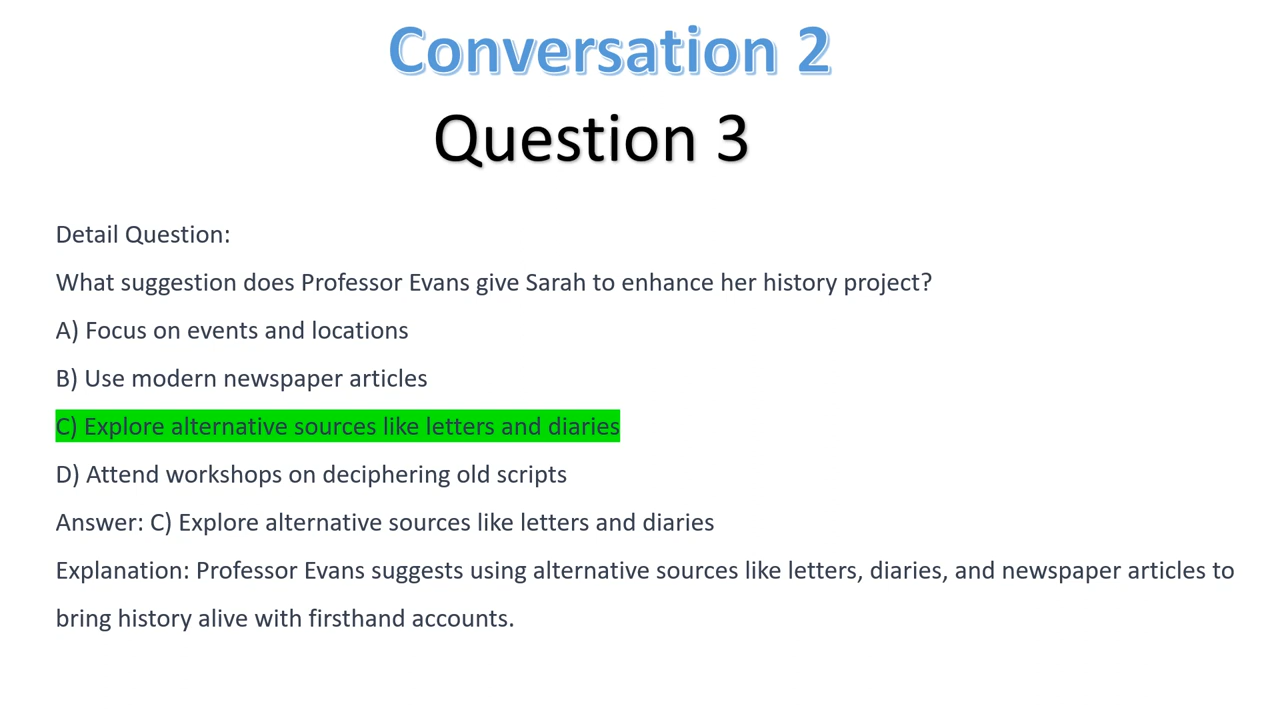 Conversation 2
Question 3
Detail Question:
What suggestion does Professor Evans give Sarah to enhance her history project?
A) Focus on events and locations
B) Use modern newspaper articles
C) Explore alternative sources like letters and diaries
D) Attend workshops on deciphering old scripts
Answer: C) Explore alternative sources like letters and diaries
Explanation: Professor Evans suggests using alternative sources like letters, diaries, and newspaper articles to
bring history alive with firsthand accounts.